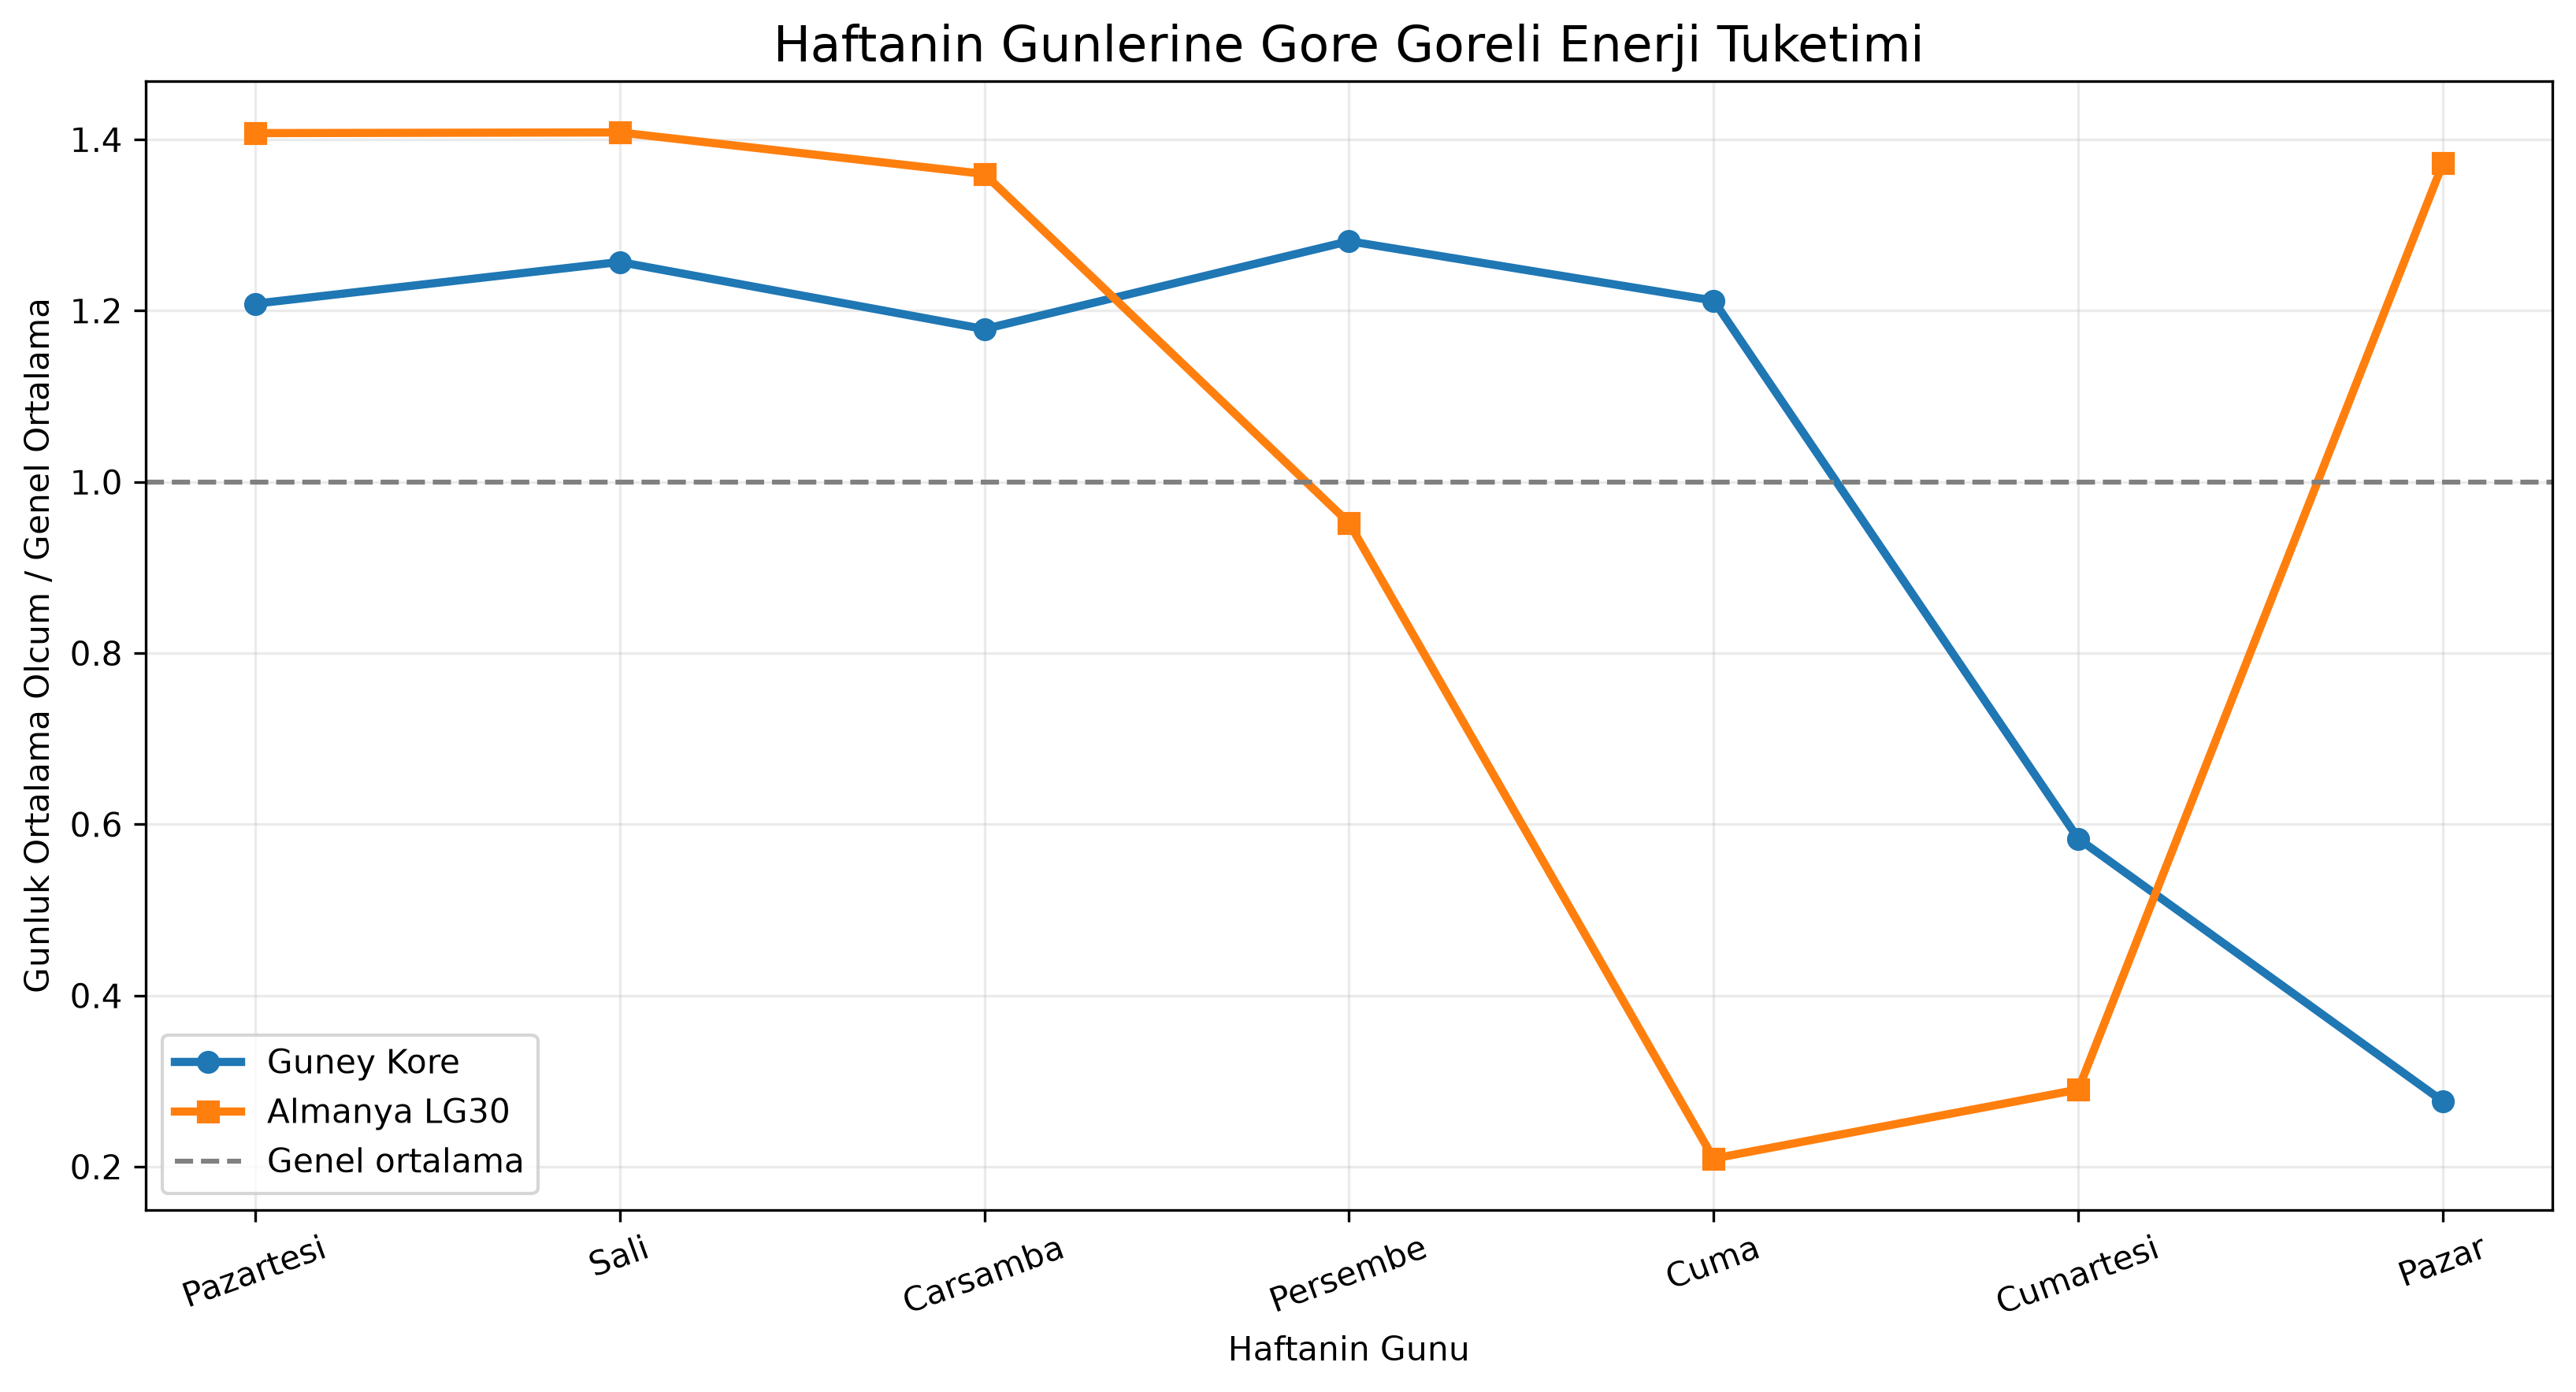 Haftanin Gunlerine Gore Goreli Enerji Tuketimi
Gunluk Ortalama Olcum / Genel Ortalama
1.4
1.2
1.0
0.8
0.6
0.4
0.2
Guney Kore
Almanya LG30
Genel ortalama
Pazartesi
Sali
Carsamba
Persembe
Cuma
Cumartesi
Pazar
Haftanin Gunu